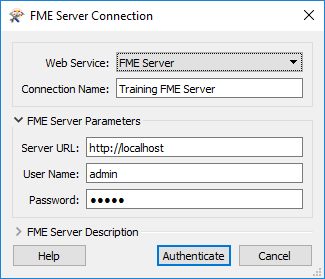 FME Server Connection
Web Service: FME Server
Connection Name: Training FME Server
FME Server Parameters
Server URL: http://localhost
User Name: admin
Password: ●●●●●
FME Server Description
Help Authenticate Cancel